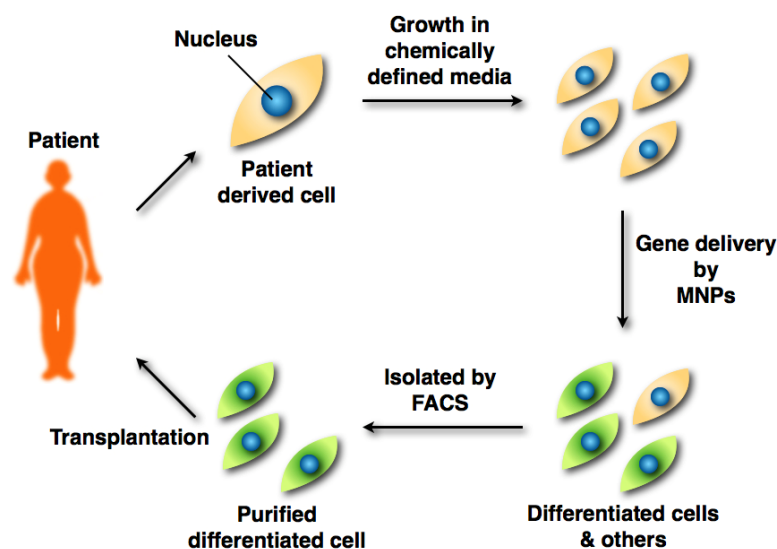 Nucleus
Growth in
chemically
defined media
Patient
Patient
derived cell
Gene delivery
by
MNPs
Isolated by
FACS
Transplantation
Purified
differentiated cell
Differentiated cells
& others